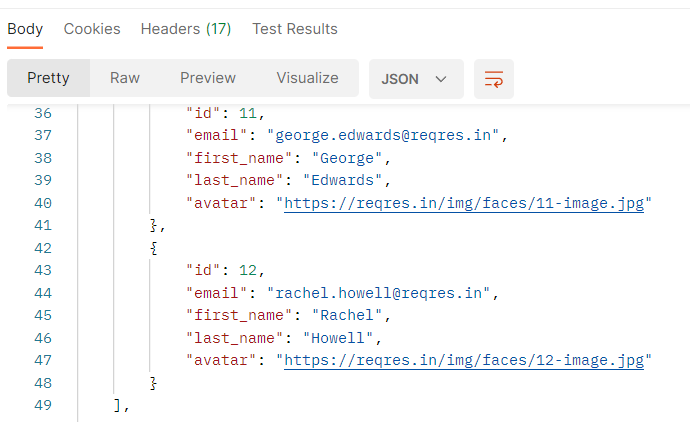 Body Cookies Headers (17) Test Results
Pretty Raw Preview Visualize JSON
36 "id": 11,
37 "email": "george.edwards@reqres.in",
38 "first_name": "George",
39 "last_name": "Edwards",
40 "avatar": "https://reqres.in/img/faces/11-image.jpg"
41 },
42 {
43 "id": 12,
44 "email": "rachel.howell@reqres.in",
45 "first_name": "Rachel",
46 "last_name": "Howell",
47 "avatar": "https://reqres.in/img/faces/12-image.jpg"
48 }
49 ],